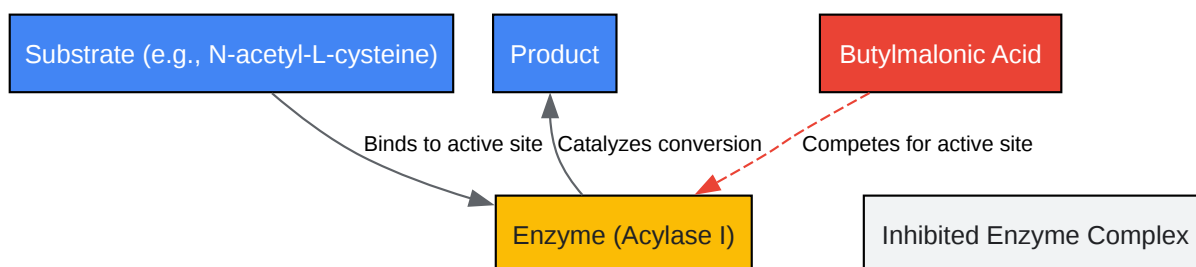 Substrate (e.g., N-acetyl-L-cysteine)
Product
Butylmalonic Acid
Binds to active site
Catalyzes conversion
Competes for active site
Enzyme (Acylase I)
Inhibited Enzyme Complex